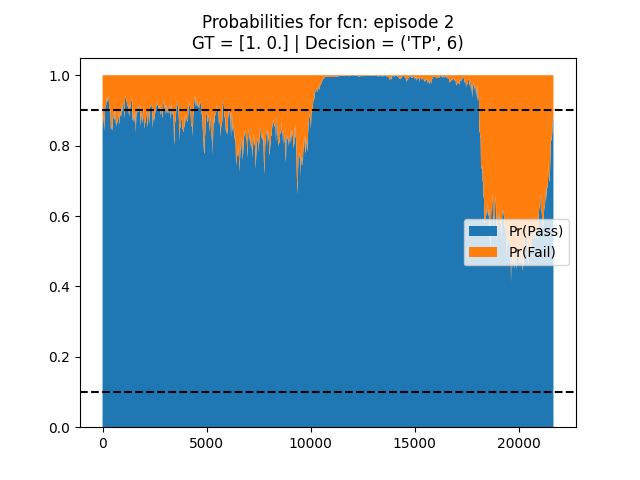 Probabilities for fcn: episode 2
GT = [1. 0.] | Decision = ('TP', 6)
1.0
0.8
0.6
0.4
0.2
0.0
Pr(Pass)
Pr(Fail)
0 5000 10000 15000 20000